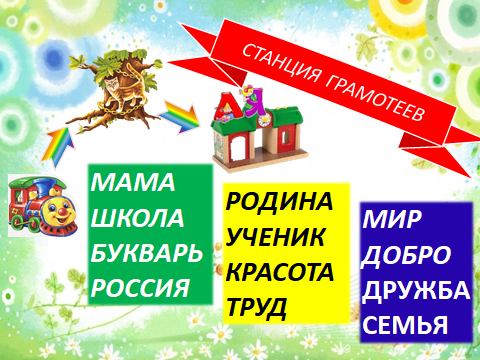 СТАНЦИЯ ГРАМОТЕЕВ
А Я
МАМА
ШКОЛА
БУКВАРЬ
РОССИЯ
РОДИНА
УЧЕНИК
КРАСОТА
ТРУД
МИР
ДОБРО
ДРУЖБА
СЕМЬЯ